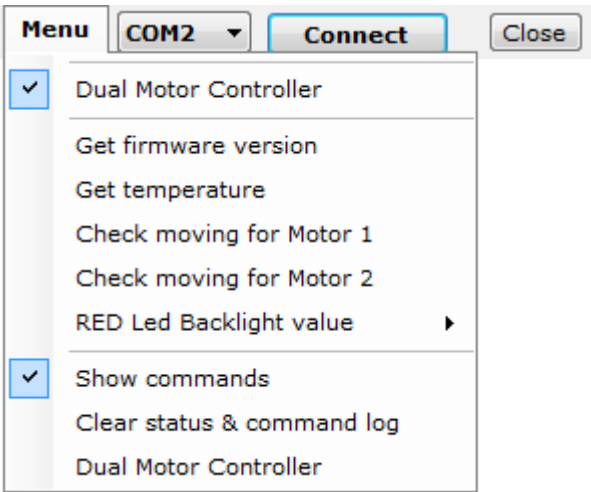 Menu COM2 Connect Close
Dual Motor Controller
Get firmware version
Get temperature
Check moving for Motor 1
Check moving for Motor 2
RED Led Backlight value
Show commands
Clear status & command log
Dual Motor Controller